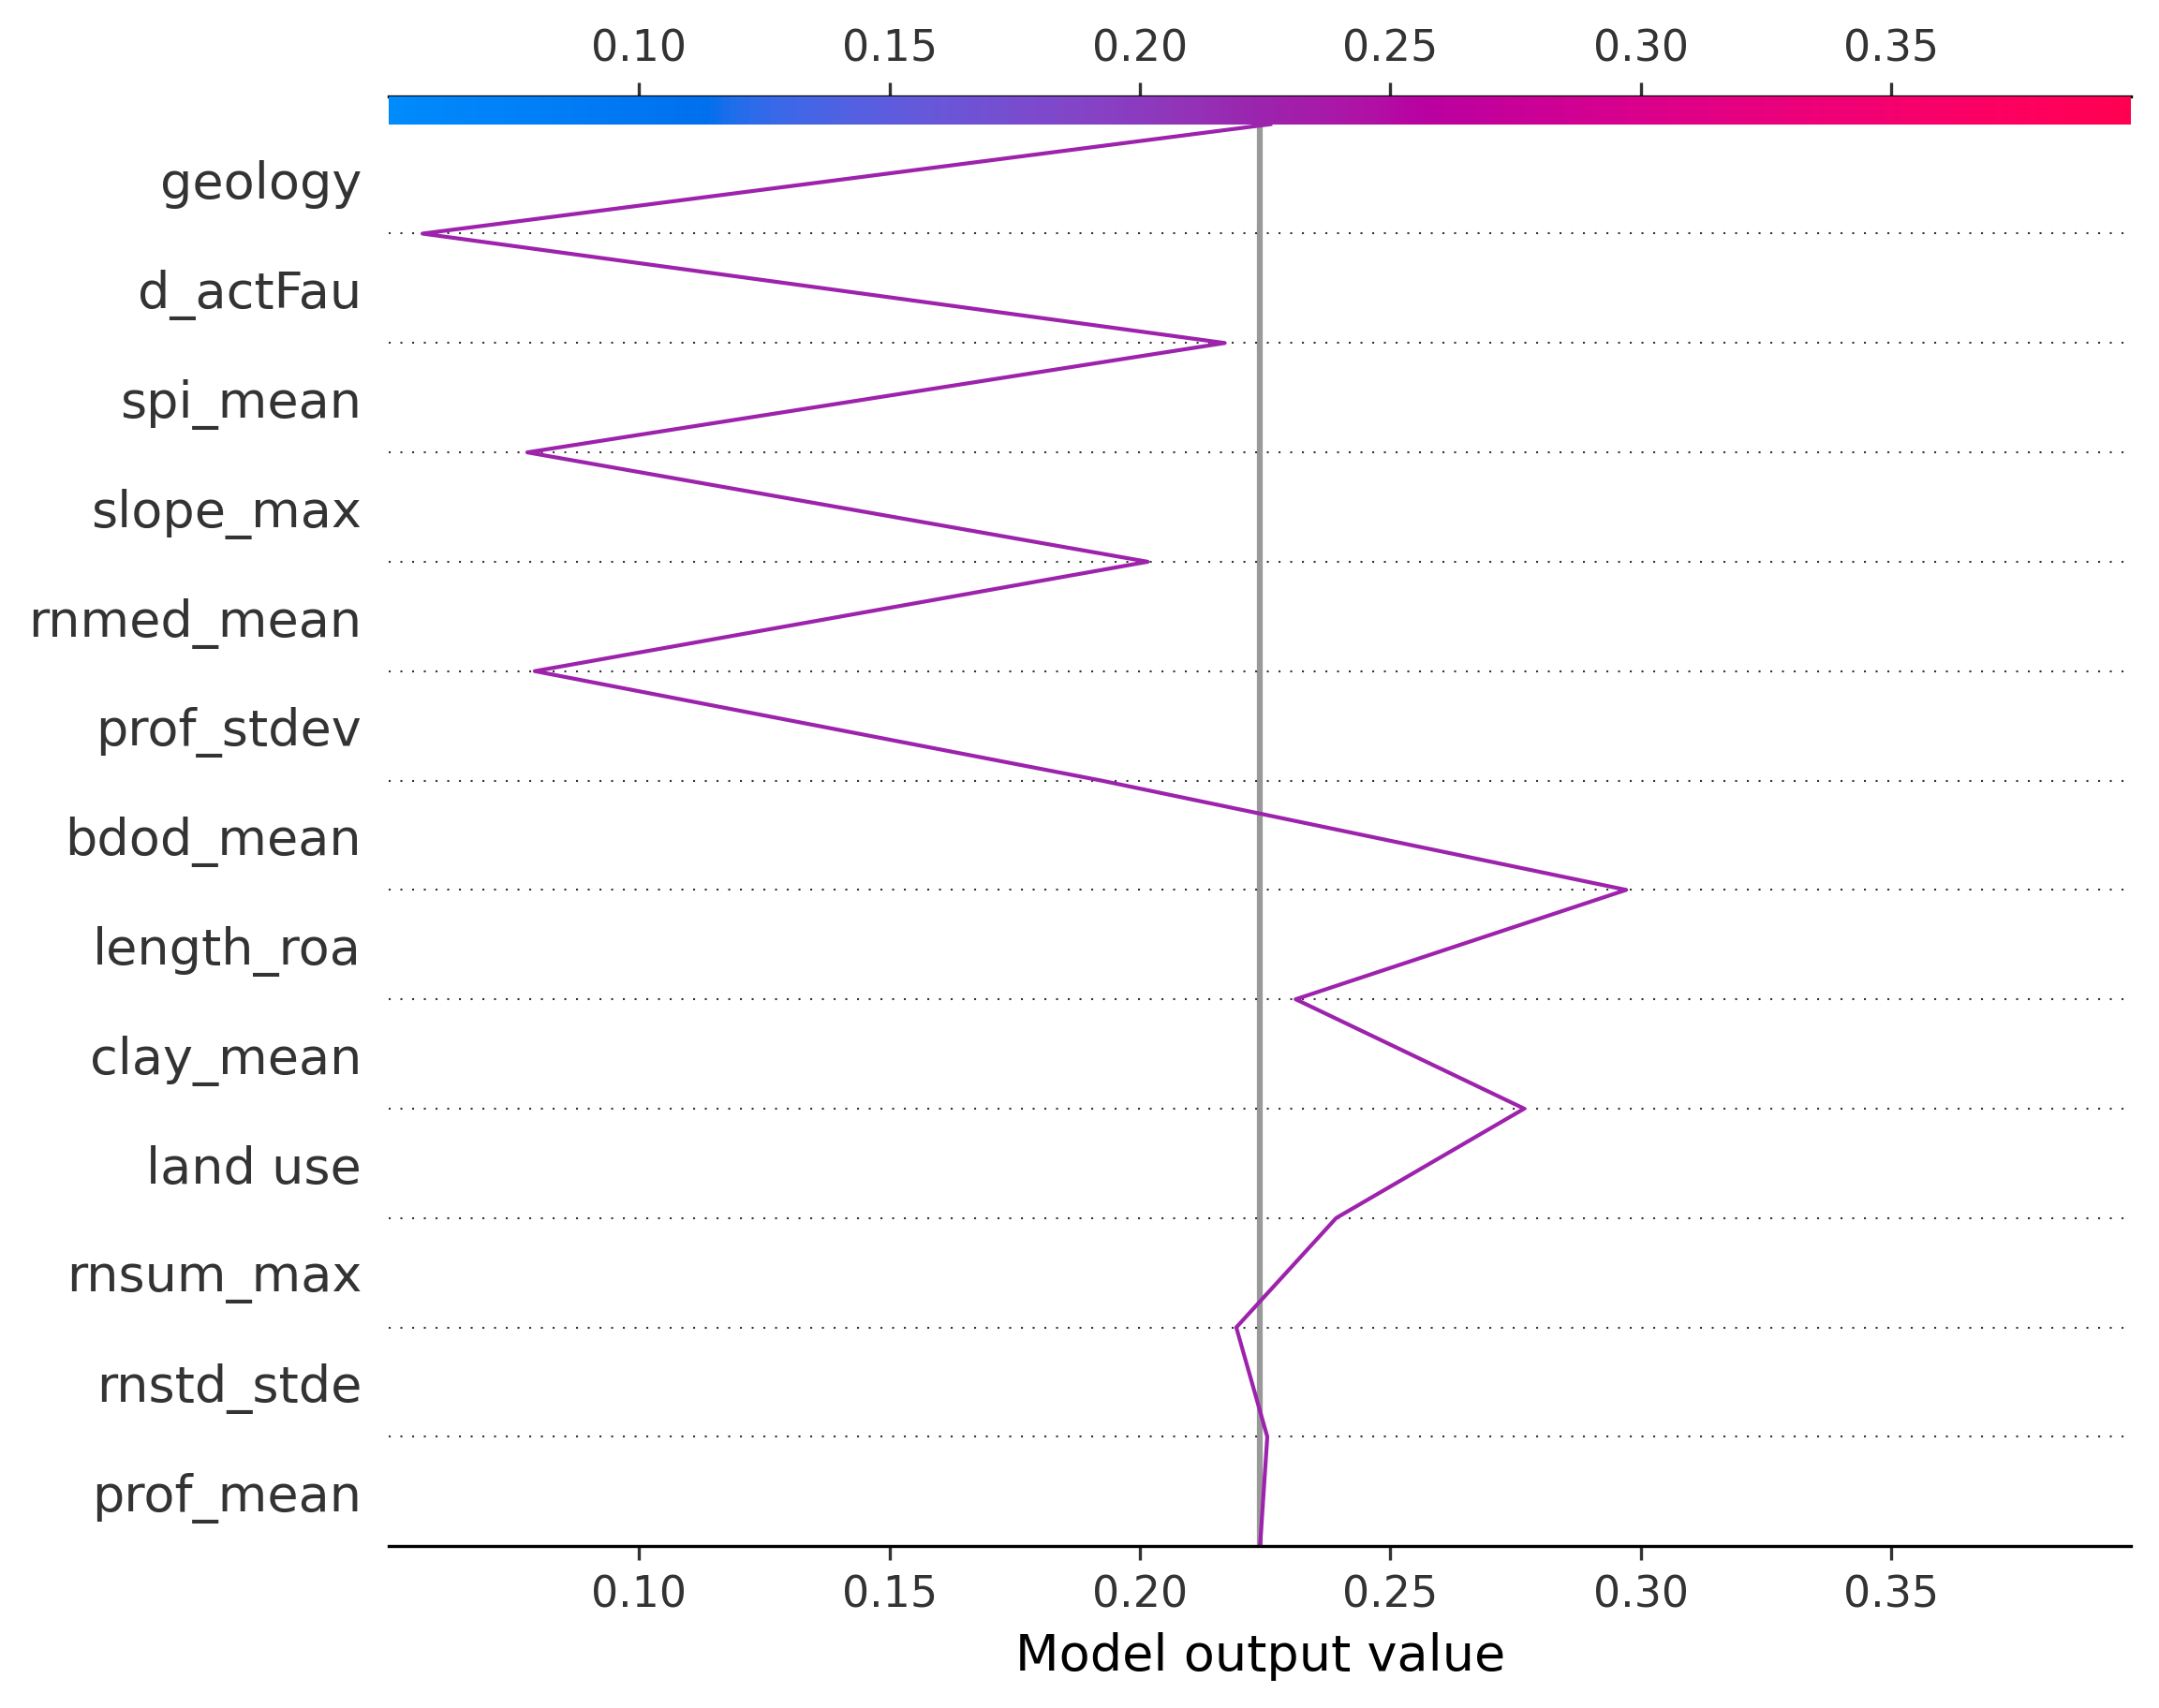 0.10 0.15 0.20 0.25 0.30 0.35
geology
d_actFau
spi_mean
slope_max
rnmed_mean
prof_stdev
bdod_mean
length_roa
clay_mean
land use
rnsum_max
rnstd_stde
prof_mean
0.10 0.15 0.20 0.25 0.30 0.35
Model output value